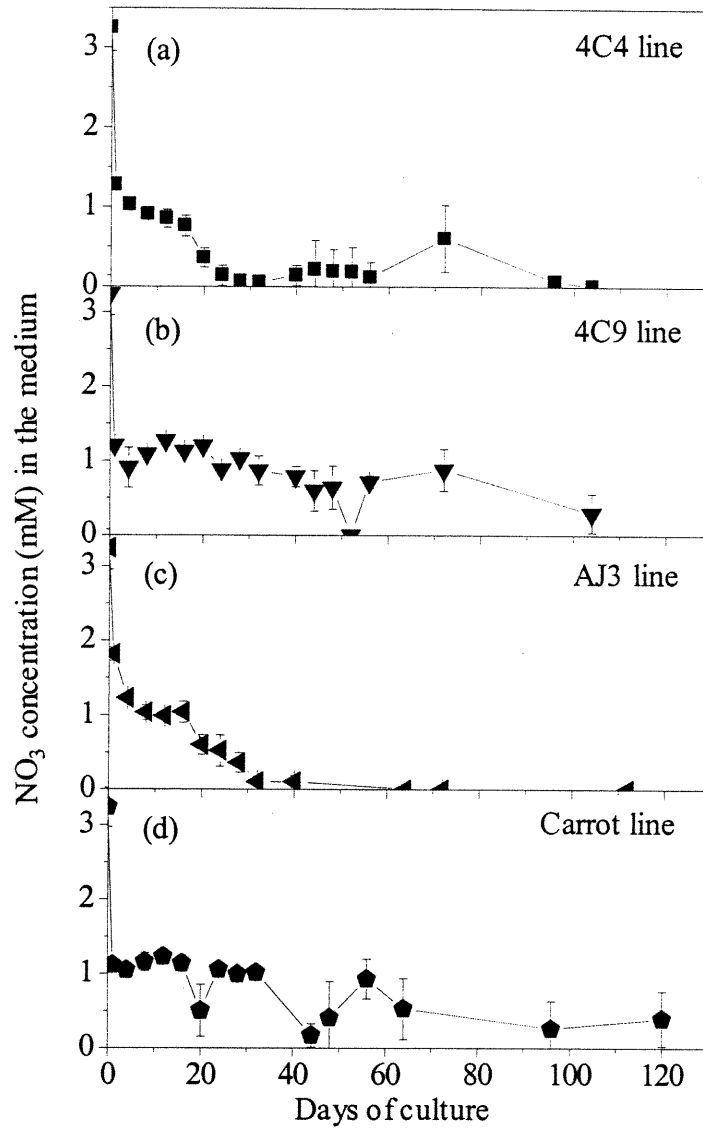 NO3 concentration (mM) in the medium
(a)
4C4 line
3
2
1
0
(b)
4C9 line
3
2
1
0
(c)
AJ3 line
3
2
1
0
(d)
Carrot line
3
2
1
0
0 20 40 60 80 100 120
Days of culture